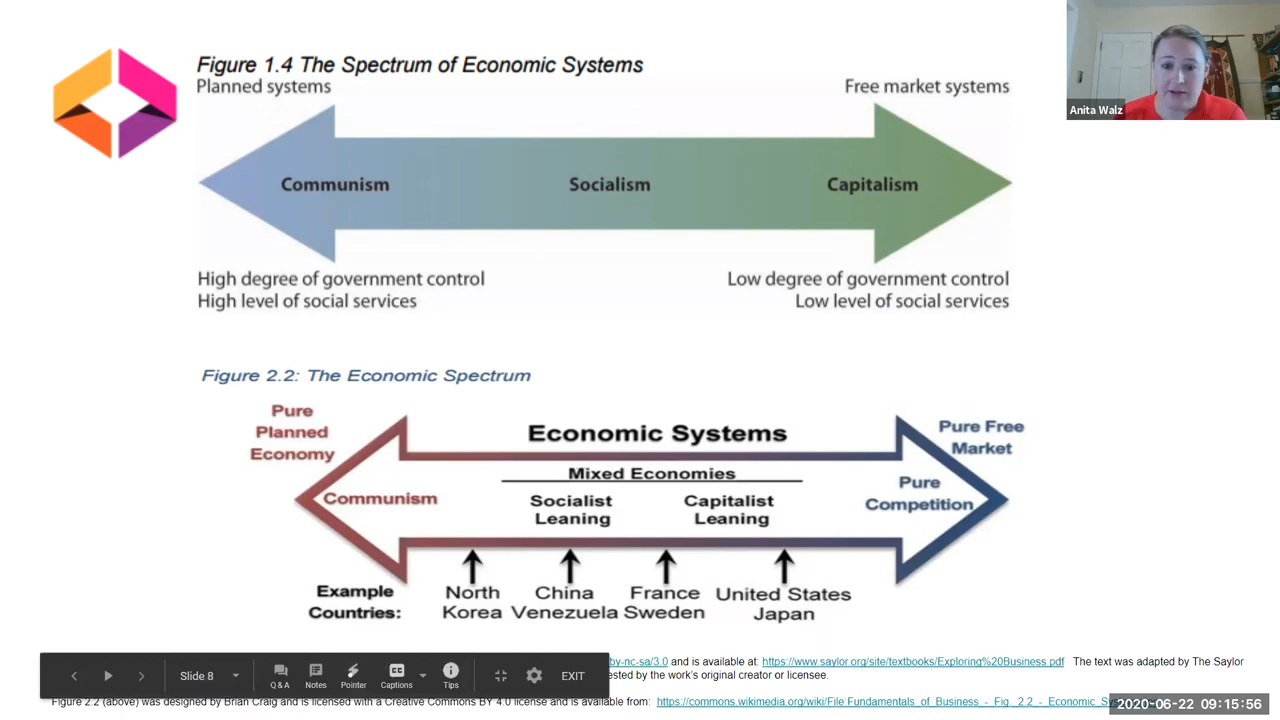 Figure 1.4 The Spectrum of Economic Systems
Planned systems
Free market systems
Anita Walz
Communism
Socialism
Capitalism
High degree of government control
High level of social services
Low degree of government control
Low level of social services
Figure 2.2: The Economic Spectrum
Pure
Planned
Economy
Economic Systems
Pure Free
Market
Mixed Economies
Communism
Socialist
Leaning
Capitalist
Leaning
Pure
Competition
Example
Countries:
North
Korea
China
Venezuela
France
Sweden
United States
Japan
by-nc-sa/3.0 and is available at: https://www.saylor.org/site/textbooks/Exploring%20Business.pdf The text was adapted by The Saylor
ested by the work's original creator or licensee.
Slide 8
Q & A
Notes
Pointer
Captions
Tips
EXIT
Figure 2.2 (above) was designed by Brian Craig and is licensed with a Creative Commons BY 4.0 license and is available from: https://commons.wikimedia.org/wiki/File:Fundamentals_of_Business_-_Fig._2.2_-_Economic_S
2020-06-22 09:15:56